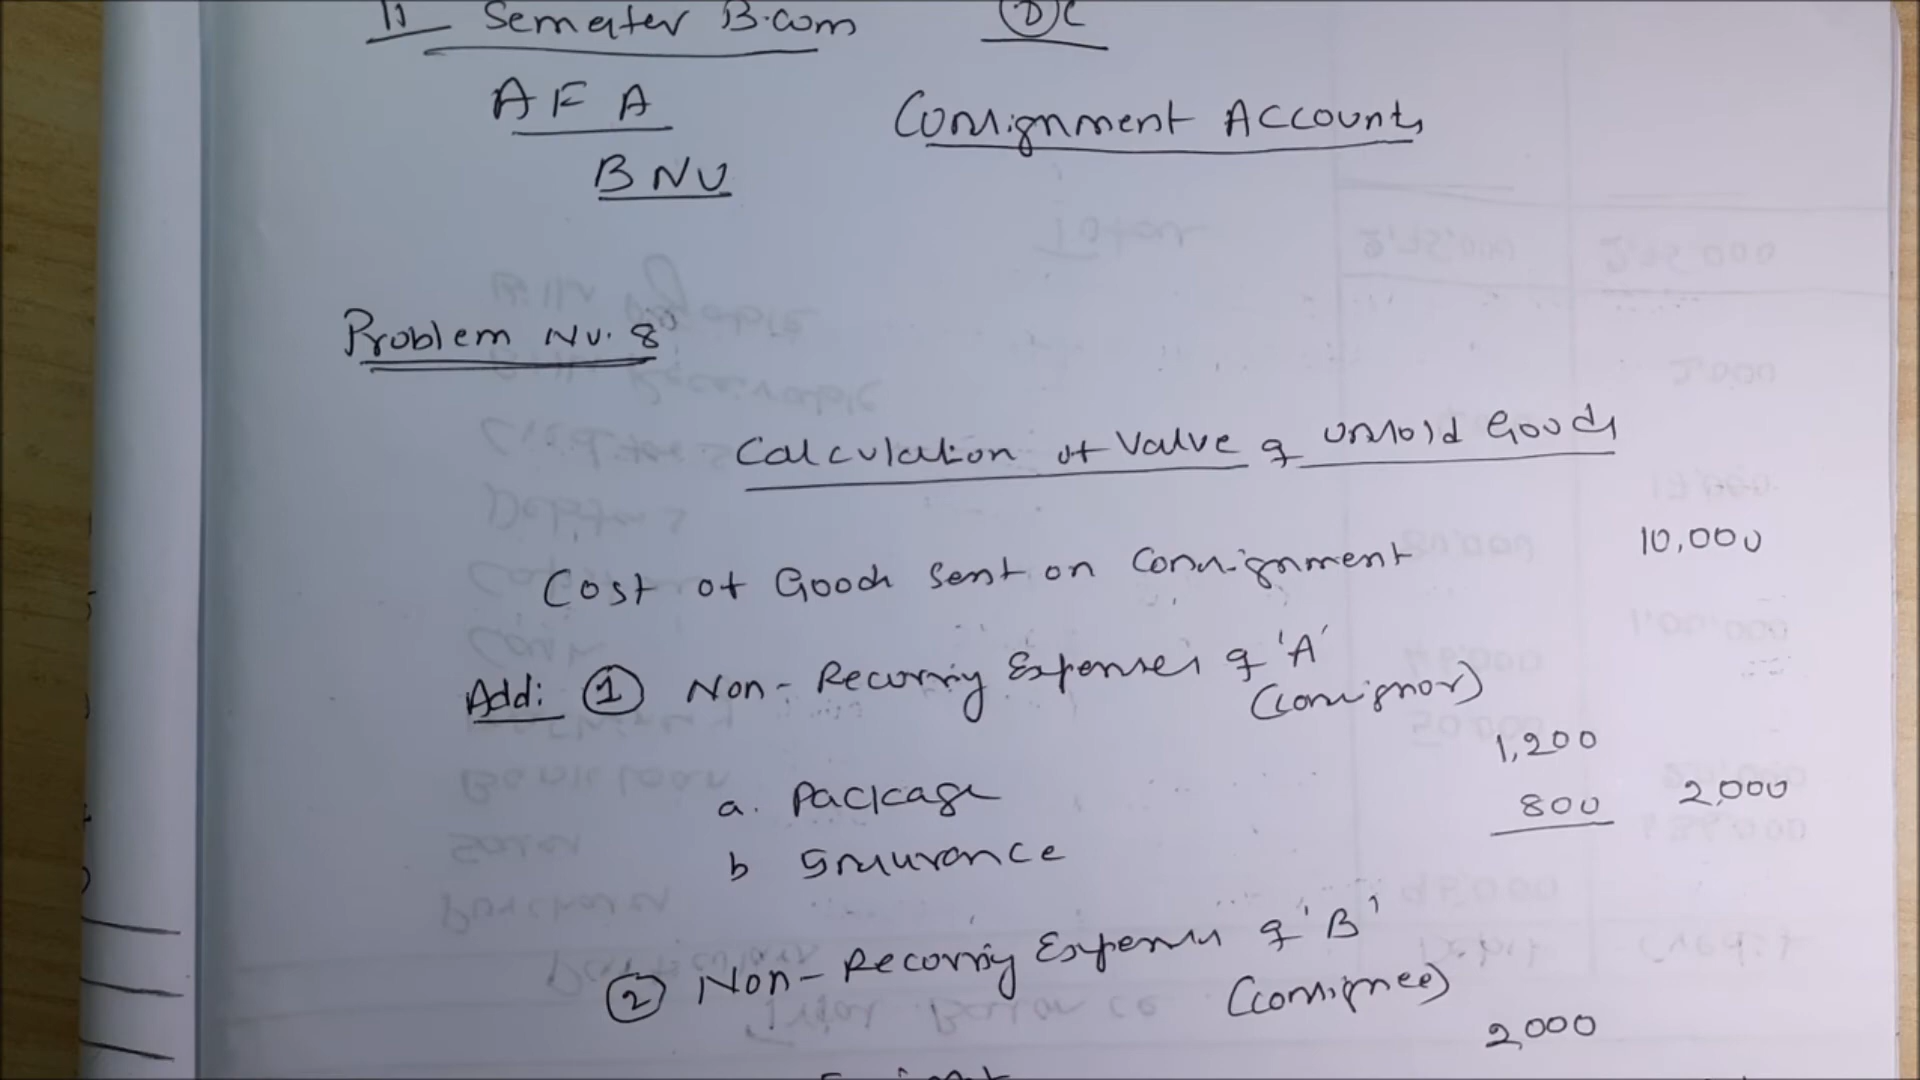 II Semester B.com
DC
AFA
BNU
Consignment Accounts
Problem No. 8
Calculation of Value of Unsold Goods
Cost of Goods Sent on Consignment 10,000
Add: 1 Non-Recurring Expenses of 'A'
(Consignor)
a. Package 1,200
b Insurance 800 2,000
2 Non-Recurring Expenses of 'B'
(Consignee)
2,000